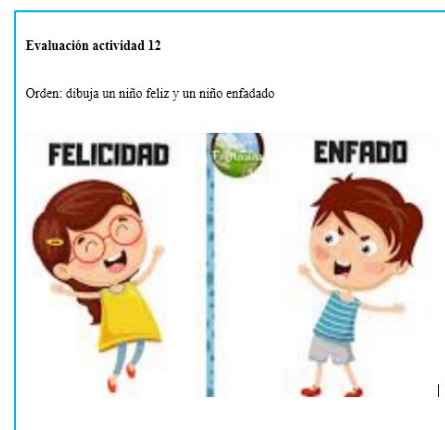 Evaluación actividad 12
Orden: dibuja un niño feliz y un niño enfadado
FELICIDAD
ENFADO